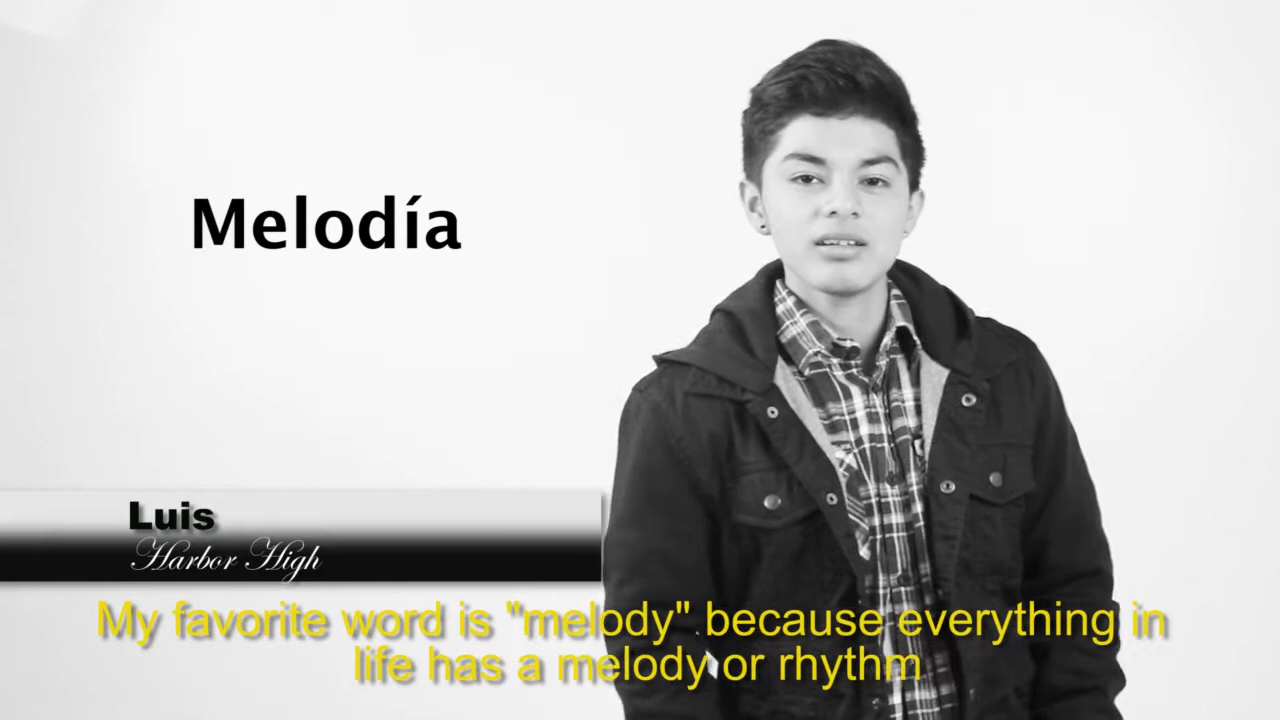 Melodía
Luis
Harbor High
My favorite word is "melody" because everything in
life has a melody or rhythm